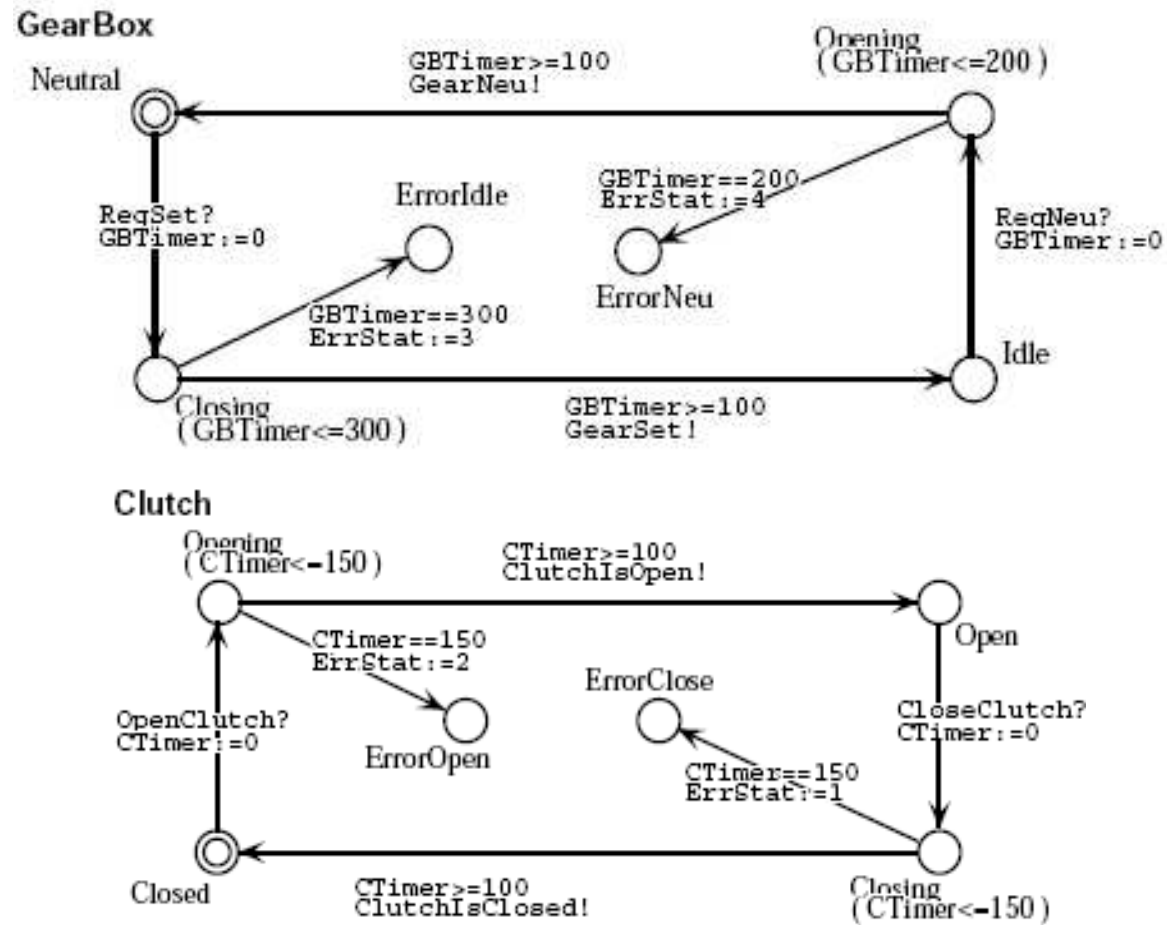 GearBox
Opening
(GBTimer<=200)
GBTimer>=100
GearNeu!
Neutral
GBTimer==200
ErrStat:=4
ErrorIdle
ReqSet?
GBTimer:=0
ReqNeu?
GBTimer:=0
ErrorNeu
GBTimer==300
ErrStat:=3
Idle
Closing
(GBTimer<=300)
GBTimer>=100
GearSet!
Clutch
Opening
(CTimer<=150)
CTimer>=100
ClutchIsOpen!
CTimer==150
ErrStat:=2
Open
ErrorClose
OpenClutch?
CTimer:=0
CloseClutch?
CTimer:=0
ErrorOpen
CTimer==150
ErrStat:=1
Closed
CTimer>=100
ClutchIsClosed!
Closing
(CTimer<=150)